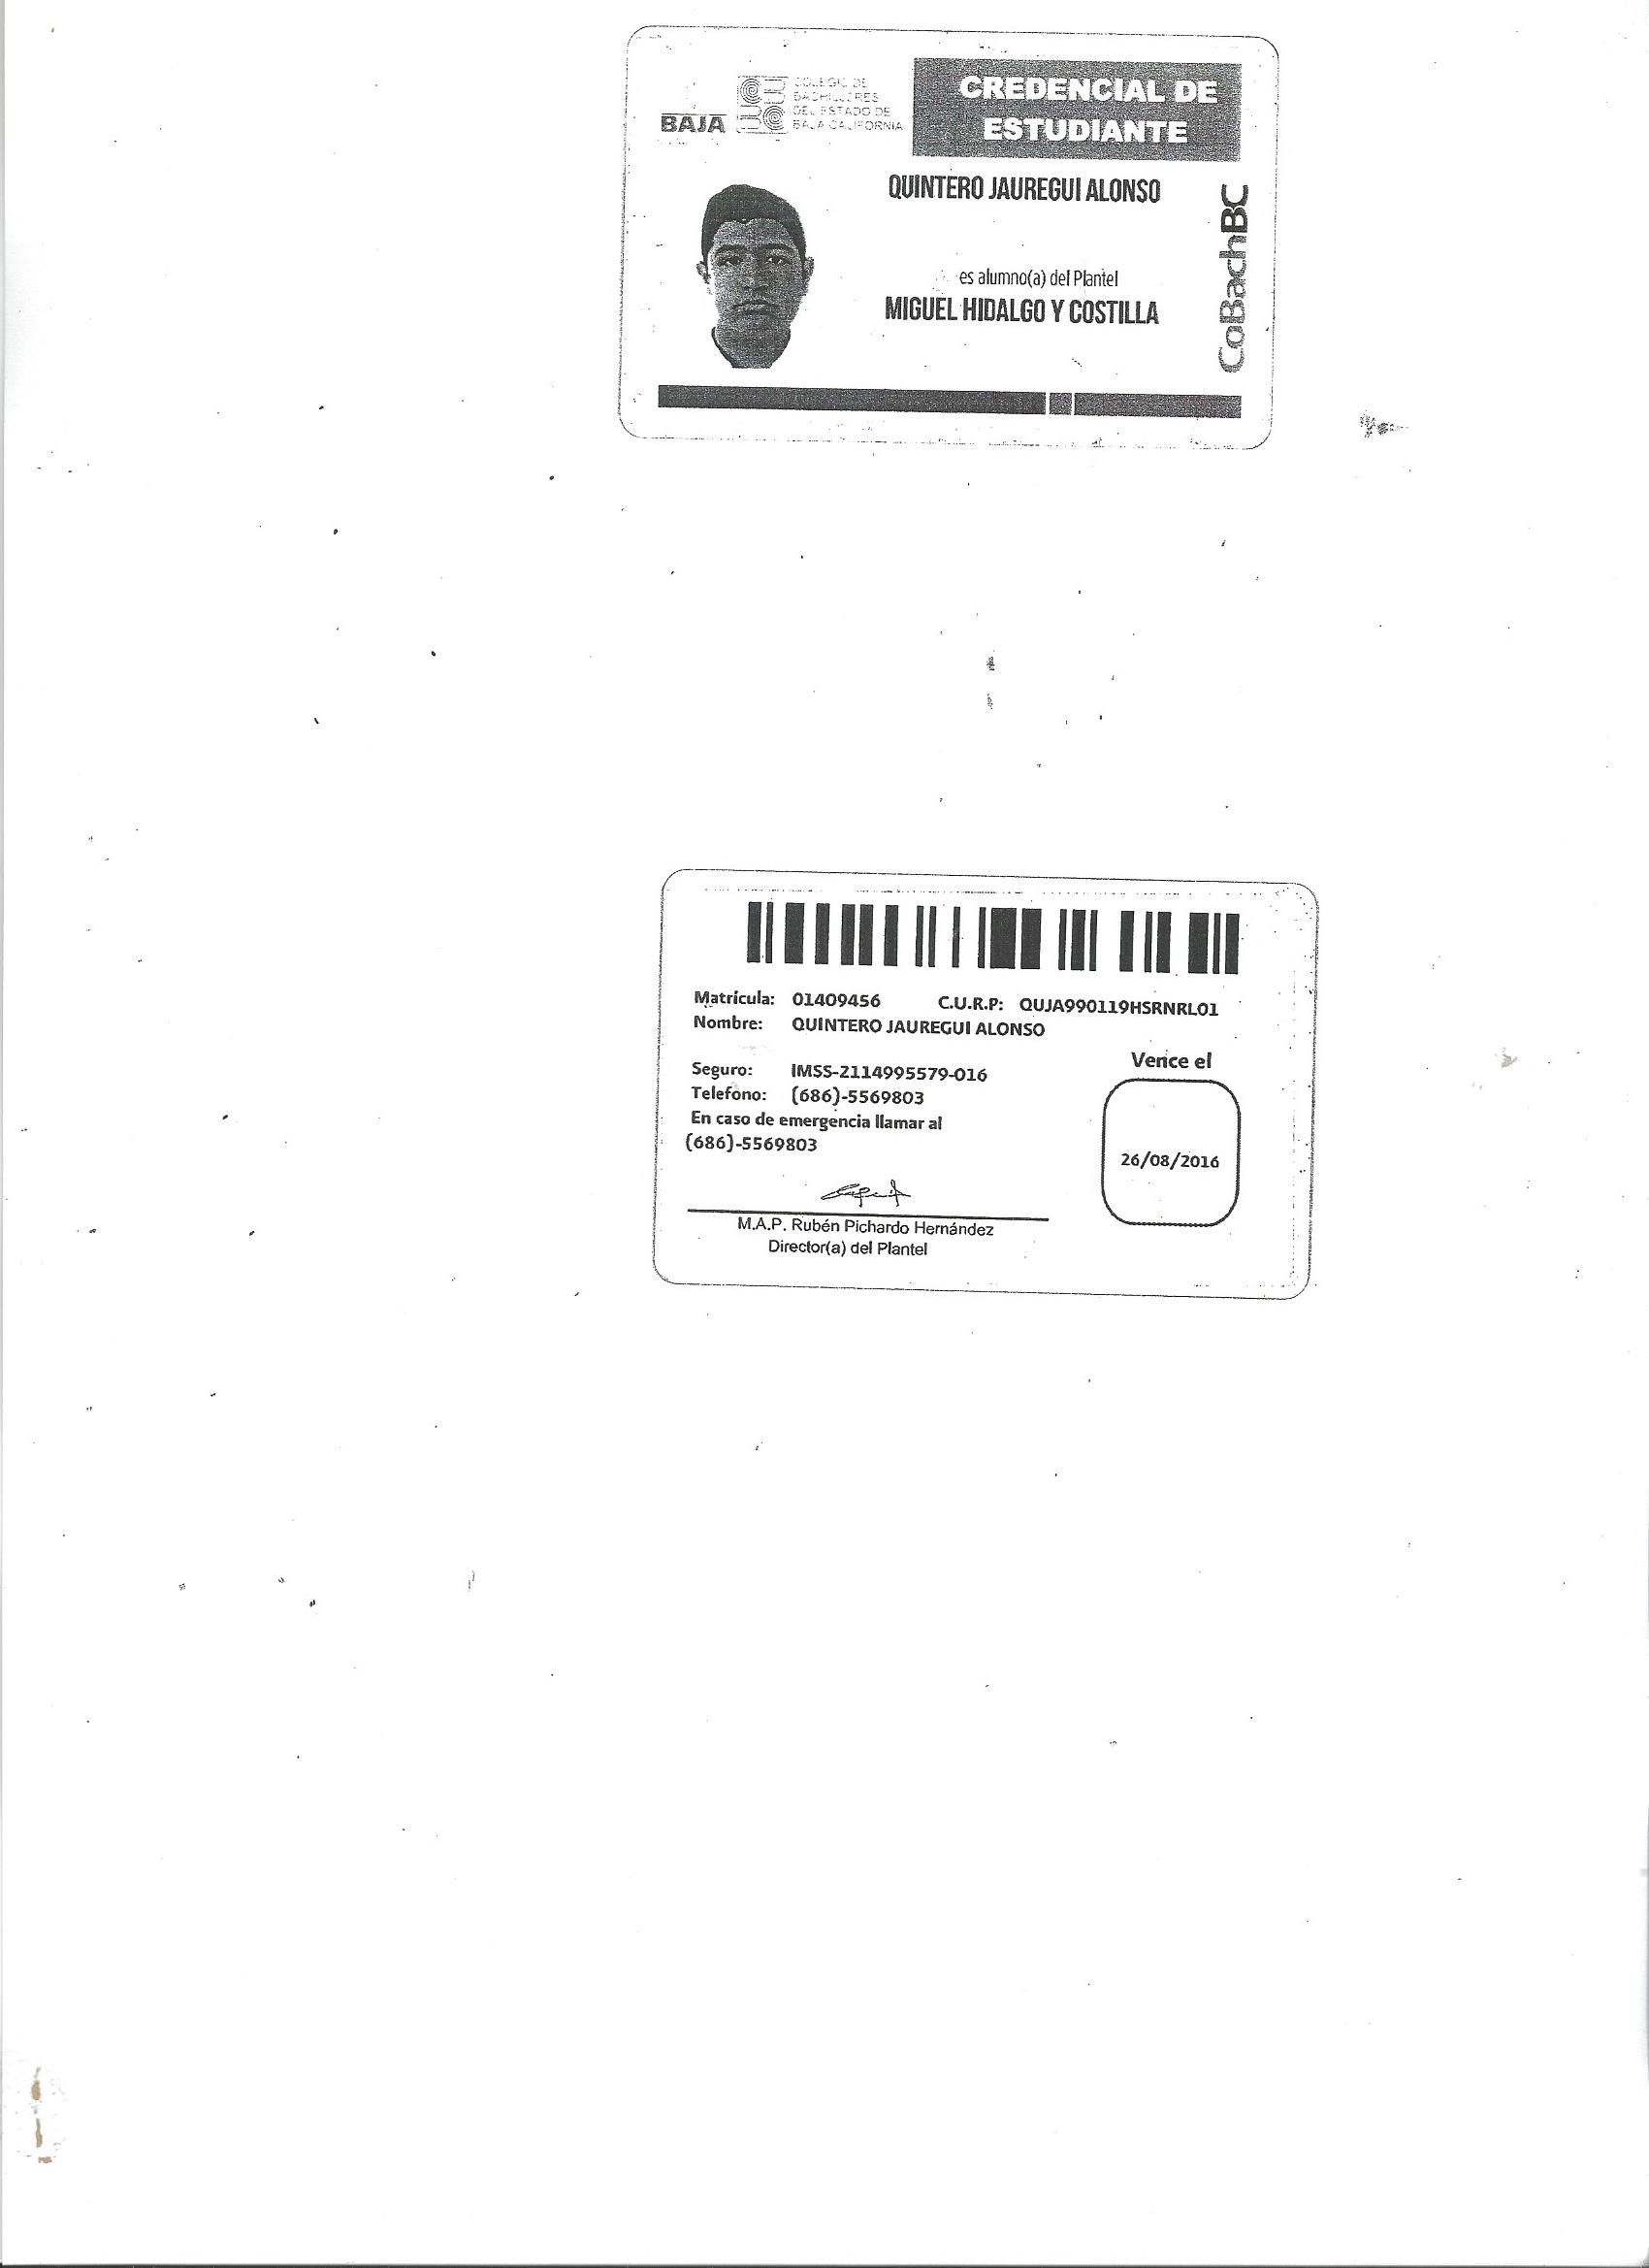 BAJA
COLEGIO DE
BACHILLERES
DEL ESTADO DE
BAJA CALIFORNIA
CREDENCIAL DE
ESTUDIANTE
QUINTERO JAUREGUI ALONSO
es alumno(a) del Plantel
MIGUEL HIDALGO Y COSTILLA
CoBachBC
Matrícula: 01409456 C.U.R.P: QUJA990119HSRNRL01
Nombre: QUINTERO JAUREGUI ALONSO
Seguro: IMSS-2114995579-016
Telefono: (686)-5569803
En caso de emergencia llamar al
(686)-5569803
Vence el
26/08/2016
M.A.P. Rubén Pichardo Hernández
Director(a) del Plantel